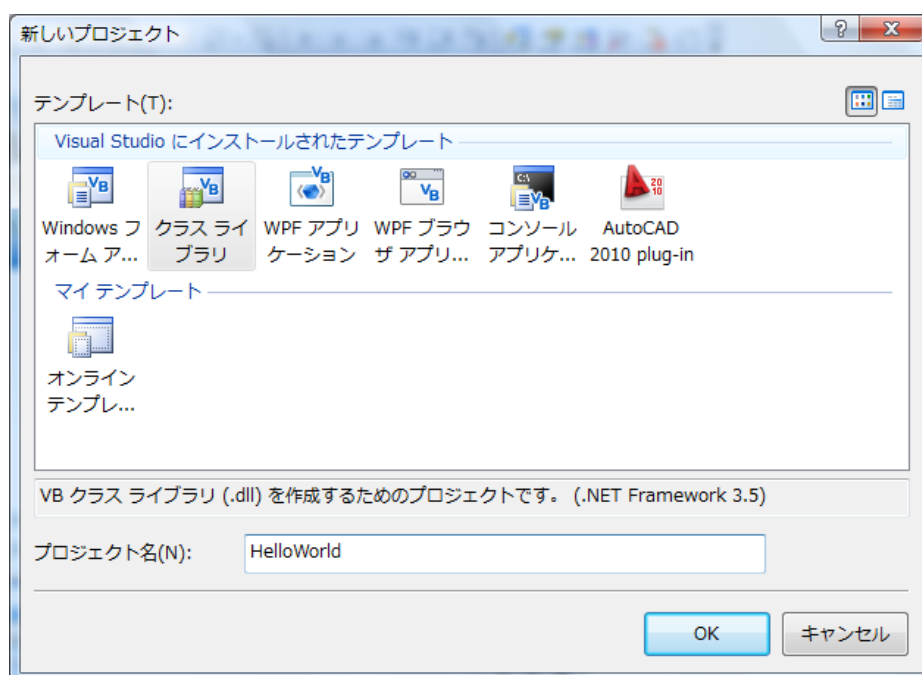 新しいプロジェクト
テンプレート(T):
Visual Studio にインストールされたテンプレート
Windows フォーム ア...
クラス ライブラリ
WPF アプリケーション
WPF ブラウザ アプリ...
コンソール アプリケ...
AutoCAD 2010 plug-in
マイ テンプレート
オンライン テンプレ...
VB クラス ライブラリ (.dll) を作成するためのプロジェクトです。 (.NET Framework 3.5)
プロジェクト名(N):
HelloWorld
OK
キャンセル